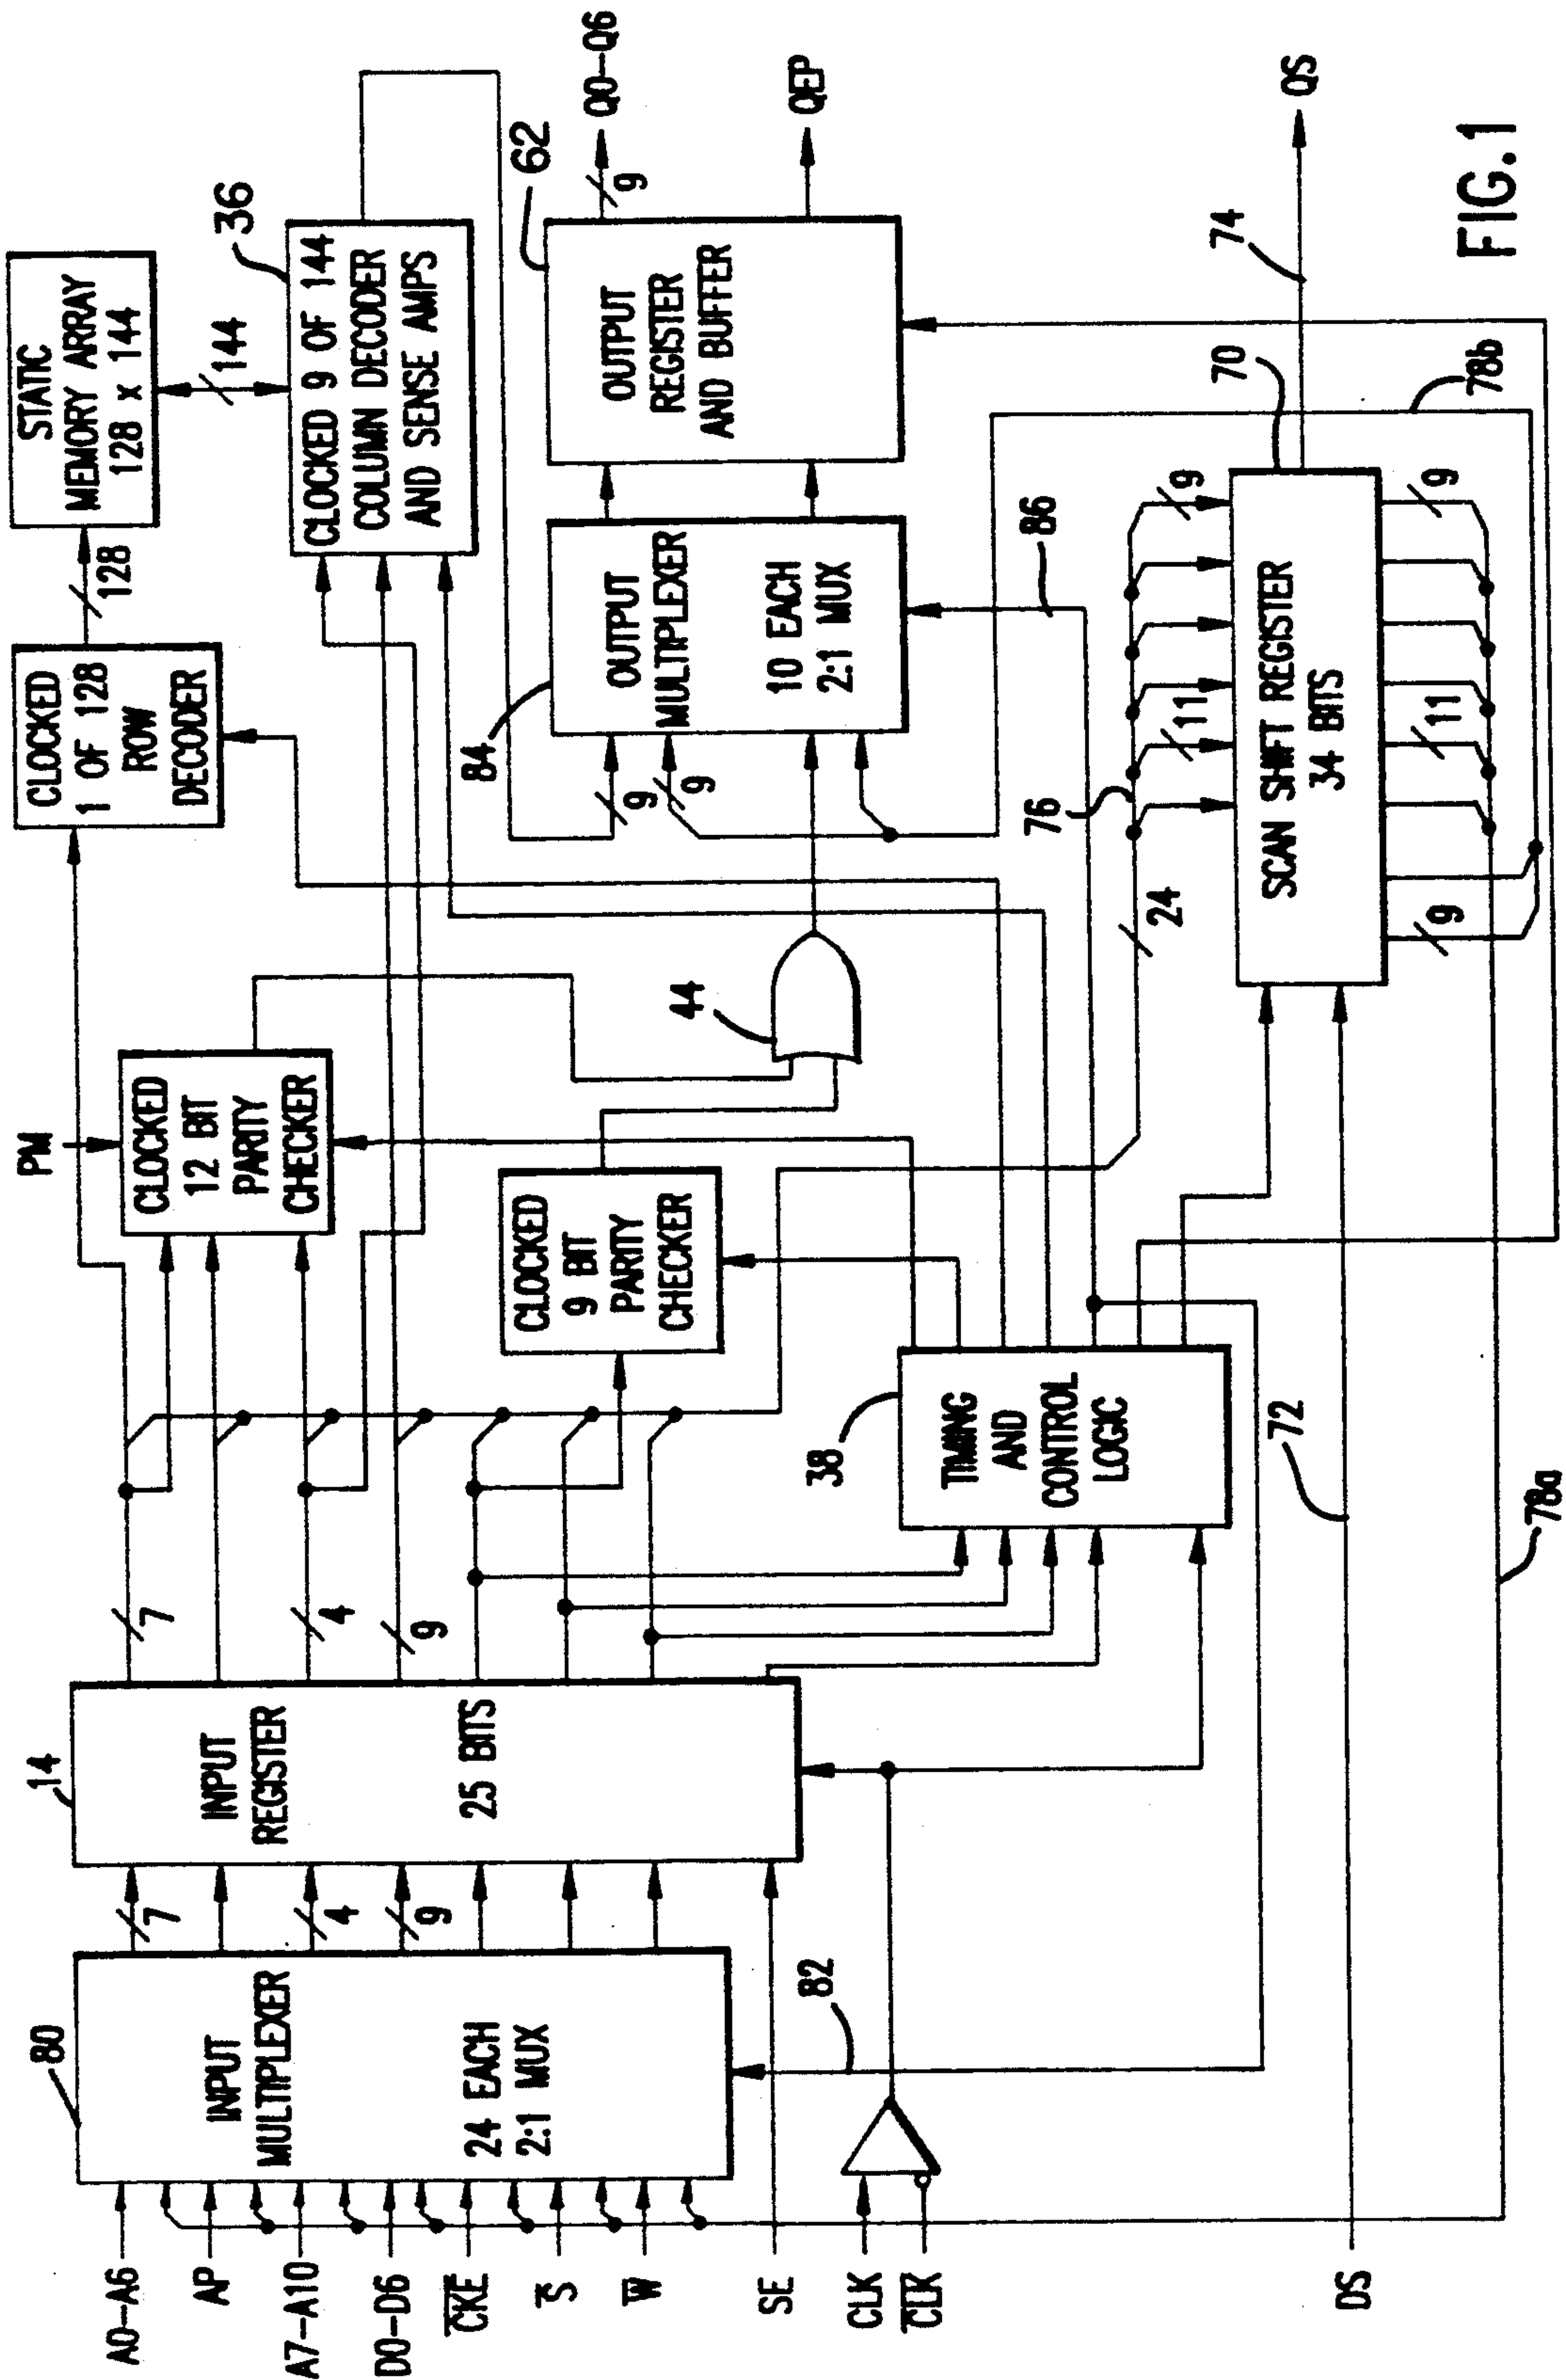 A0-A6
AP
A7-A10
D0-D6
CKE
S
W
SE
CLK
CLK
DS
80
INPUT
MULTIPLEXER
24 EACH
2:1 MUX
82
7
4
9
14
INPUT
REGISTER
25 BITS
7
4
9
38
TIMING
AND
CONTROL
LOGIC
72
78a
PM
CLOCKED
12 BIT
PARITY
CHECKER
CLOCKED
9 BIT
PARITY
CHECKER
44
24
76
CLOCKED
1 OF 128
ROW
DECODER
128
STATIC
MEMORY ARRAY
128 x 144
144
36
CLOCKED 9 OF 144
COLUMN DECODER
AND SENSE AMPS
84
9
9
OUTPUT
MULTIPLEXER
10 EACH
2:1 MUX
86
62
OUTPUT
REGISTER
AND BUFFER
9
Q0-Q6
QEP
11
9
70
SCAN SHIFT REGISTER
34 BITS
9
11
9
74
QS
78b
FIG.1